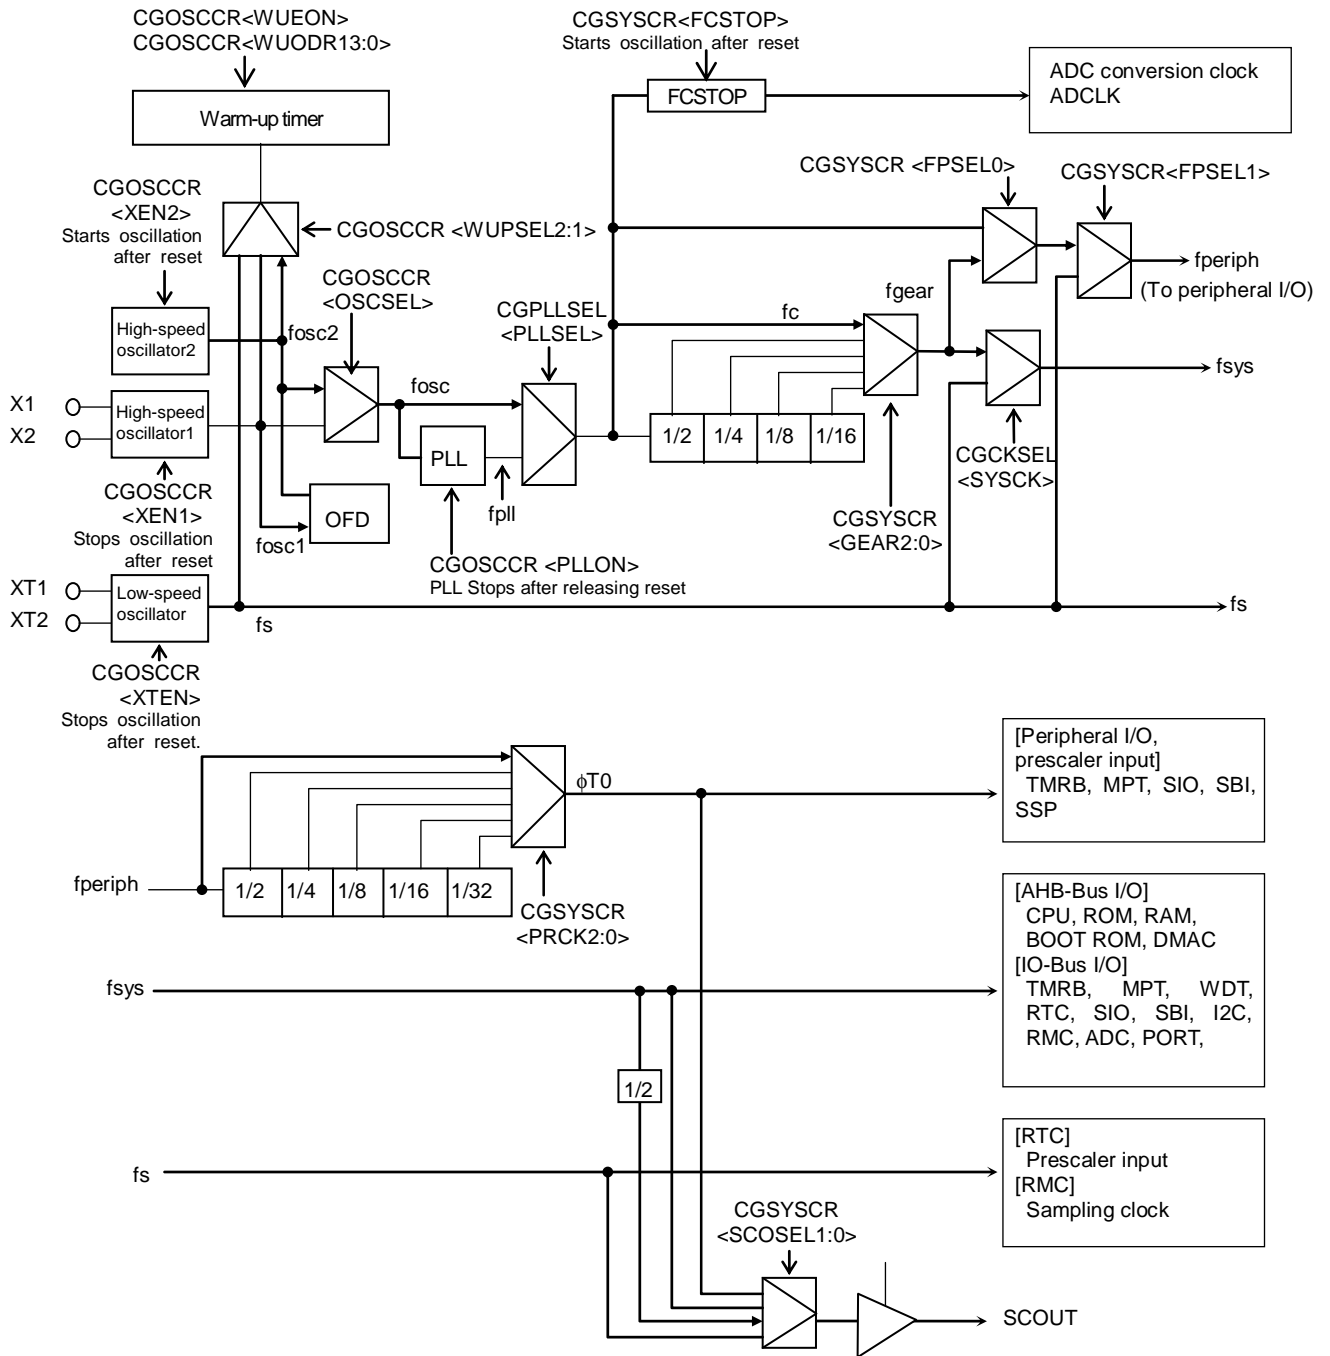 CGOSCCR<WUEON>
CGOSCCR<WUODR13:0>
Warm-up timer
CGSYSCR<FCSTOP>
Starts oscillation after reset
FCSTOP
ADC conversion clock
ADCLK
CGOSCCR
<XEN2>
Starts oscillation
after reset
CGOSCCR <WUPSEL2:1>
CGSYSCR <FPSEL0>
CGSYSCR<FPSEL1>
fperiph
(To peripheral I/O)
CGOSCCR
<OSCSEL>
CGPLLSEL
<PLLSEL>
fgear
fc
High-speed
oscillator2
fosc2
fosc
fsys
X1
X2
High-speed
oscillator1
PLL
fpll
1/2
1/4
1/8
1/16
CGCKSEL
<SYSCK>
CGOSCCR
<XEN1>
Stops oscillation
after reset
OFD
fosc1
CGSYSCR
<GEAR2:0>
CGOSCCR <PLLON>
PLL Stops after releasing reset
XT1
XT2
Low-speed
oscillator
fs
fs
CGOSCCR
<XTEN>
Stops oscillation
after reset.
ϕT0
[Peripheral I/O,
prescaler input]
TMRB, MPT, SIO, SBI,
SSP
fperiph
1/2
1/4
1/8
1/16
1/32
CGSYSCR
<PRCK2:0>
[AHB-Bus I/O]
CPU, ROM, RAM,
BOOT ROM, DMAC
[IO-Bus I/O]
TMRB, MPT, WDT,
RTC, SIO, SBI, I2C,
RMC, ADC, PORT,
fsys
1/2
[RTC]
Prescaler input
[RMC]
Sampling clock
fs
CGSYSCR
<SCOSEL1:0>
SCOUT